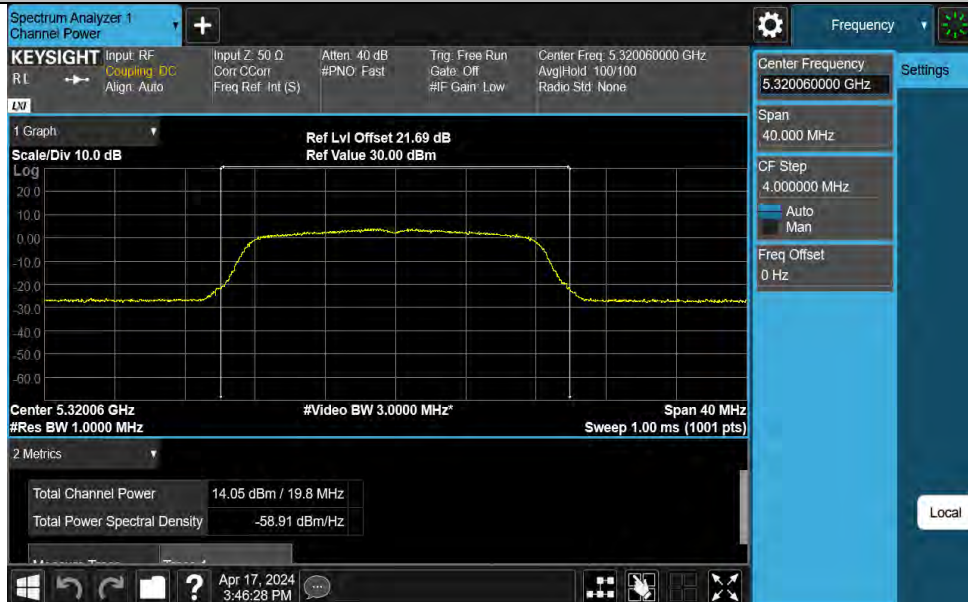 Spectrum Analyzer 1
Channel Power
+
Frequency
KEYSIGHT
Input: RF
Coupling: DC
Align: Auto
Input Z: 50 Ω
Corr CCorr
Freq Ref: Int (S)
Atten: 40 dB
#PNO: Fast
Trig: Free Run
Gate: Off
#IF Gain: Low
Center Freq: 5.320060000 GHz
Avg|Hold: 100/100
Radio Std: None
LXI
Center Frequency
5.320060000 GHz
Settings
Span
40.000 MHz
CF Step
4.000000 MHz
Auto
Man
Freq Offset
0 Hz
1 Graph
Scale/Div 10.0 dB
Ref Lvl Offset 21.69 dB
Ref Value 30.00 dBm
Log
20.0
10.0
0.00
-10.0
-20.0
-30.0
-40.0
-50.0
-60.0
Center 5.32006 GHz
#Video BW 3.0000 MHz*
Span 40 MHz
#Res BW 1.0000 MHz
Sweep 1.00 ms (1001 pts)
2 Metrics
Total Channel Power 14.05 dBm / 19.8 MHz
Total Power Spectral Density -58.91 dBm/Hz
Local
?
Apr 17, 2024
3:46:28 PM